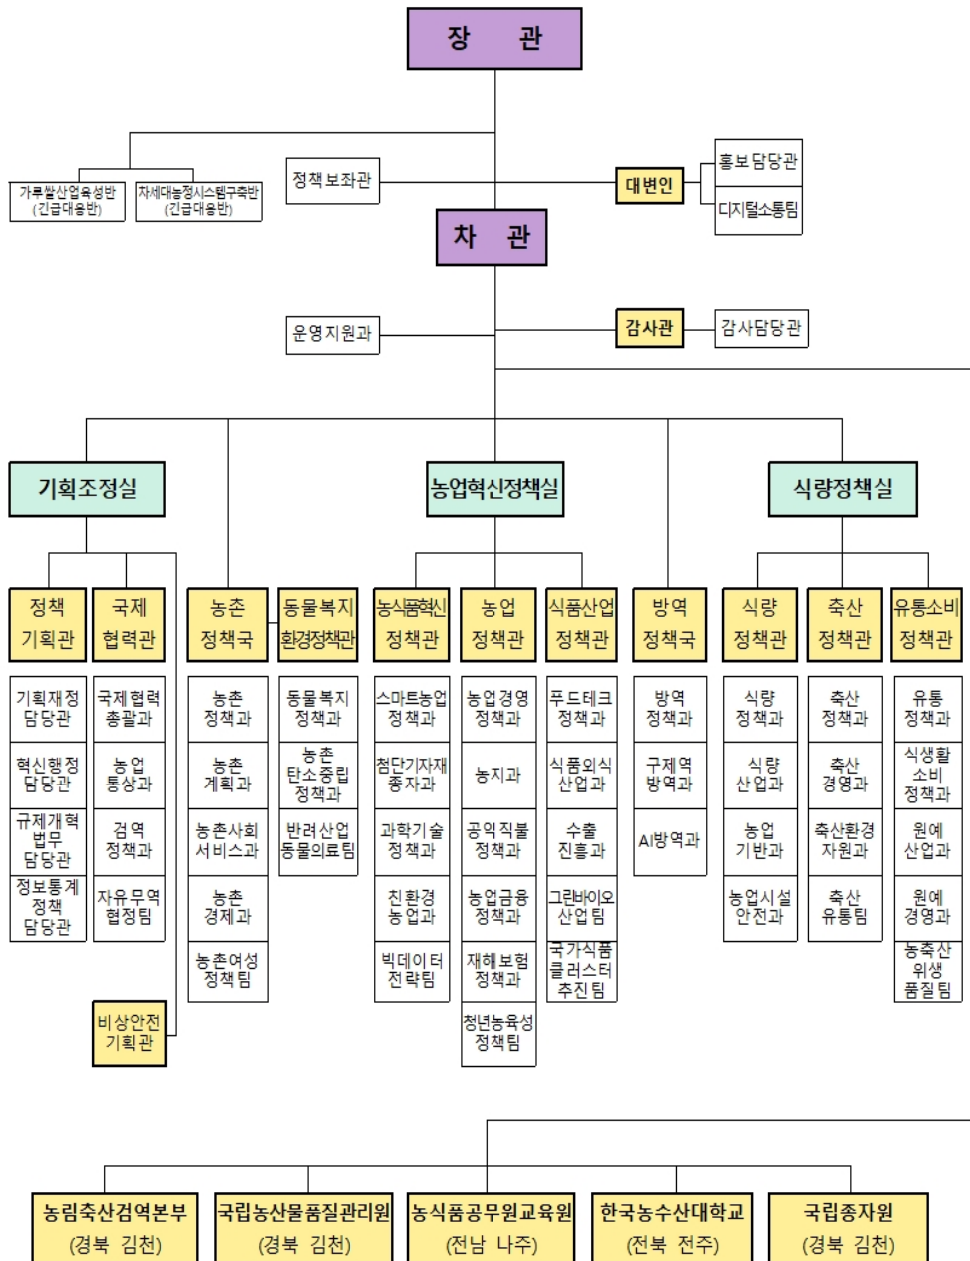 장 관
가루쌀산업육성반
(긴급대응반)
차세대농정시스템구축반
(긴급대응반)
정책보좌관
대변인
홍보담당관
디지털소통팀
차 관
운영지원과
감사관
감사담당관
기획조정실
농업혁신정책실
식량정책실
정책
기획관
국제
협력관
농촌
정책국
동물복지
환경정책관
농식품혁신
정책관
농업
정책관
식품산업
정책관
방역
정책국
식량
정책관
축산
정책관
유통소비
정책관
기획재정
담당관
혁신행정
담당관
규제개혁
법무
담당관
정보통계
정책
담당관
국제협력
총괄과
농업
통상과
검역
정책과
자유무역
협정팀
비상안전
기획관
농촌
정책과
농촌
계획과
농촌사회
서비스과
농촌
경제과
농촌여성
정책팀
동물복지
정책과
농촌
탄소중립
정책과
반려산업
동물의료팀
스마트농업
정책과
첨단기자재
종자과
과학기술
정책과
친환경
농업과
빅데이터
전략팀
농업경영
정책과
농지과
공익직불
정책과
농업금융
정책과
재해보험
정책과
청년농육성
정책팀
푸드테크
정책과
식품외식
산업과
수출
진흥과
그린바이오
산업팀
국가식품
클러스터
추진팀
방역
정책과
구제역
방역과
AI방역과
식량
정책과
식량
산업과
농업
기반과
농업시설
안전과
축산
정책과
축산
경영과
축산환경
자원과
축산
유통팀
유통
정책과
식생활
소비
정책과
원예
산업과
원예
경영과
농축산
위생
품질팀
농림축산검역본부
(경북 김천)
국립농산물품질관리원
(경북 김천)
농식품공무원교육원
(전남 나주)
한국농수산대학교
(전북 전주)
국립종자원
(경북 김천)